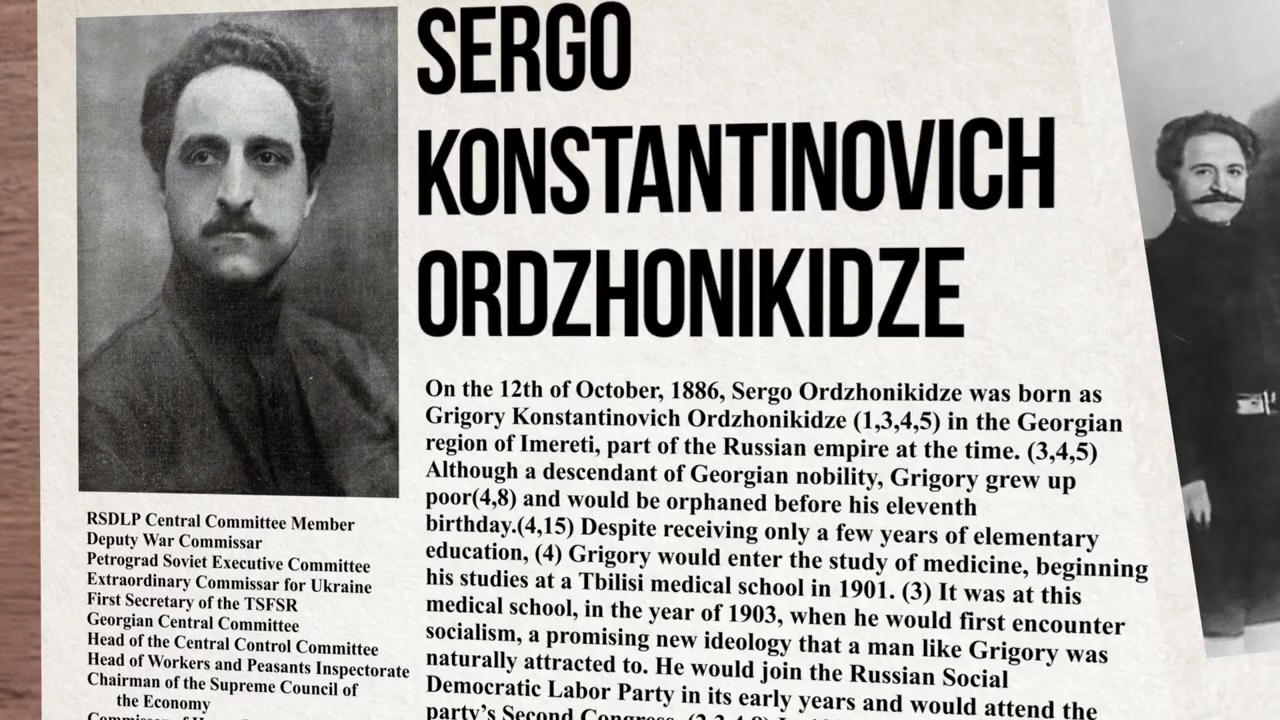 SERGO
KONSTANTINOVICH
ORDZHONIKIDZE
On the 12th of October, 1886, Sergo Ordzhonikidze was born as
Grigory Konstantinovich Ordzhonikidze (1,3,4,5) in the Georgian
region of Imereti, part of the Russian empire at the time. (3,4,5)
Although a descendant of Georgian nobility, Grigory grew up
poor(4,8) and would be orphaned before his eleventh
birthday.(4,15) Despite receiving only a few years of elementary
education, (4) Grigory would enter the study of medicine, beginning
his studies at a Tbilisi medical school in 1901. (3) It was at this
medical school, in the year of 1903, when he would first encounter
socialism, a promising new ideology that a man like Grigory was
naturally attracted to. He would join the Russian Social
Democratic Labor Party in its early years and would attend the
party's Second Congress.
RSDLP Central Committee Member
Deputy War Commissar
Petrograd Soviet Executive Committee
Extraordinary Commissar for Ukraine
First Secretary of the TSFSR
Georgian Central Committee
Head of the Central Control Committee
Head of Workers and Peasants Inspectorate
Chairman of the Supreme Council of
the Economy